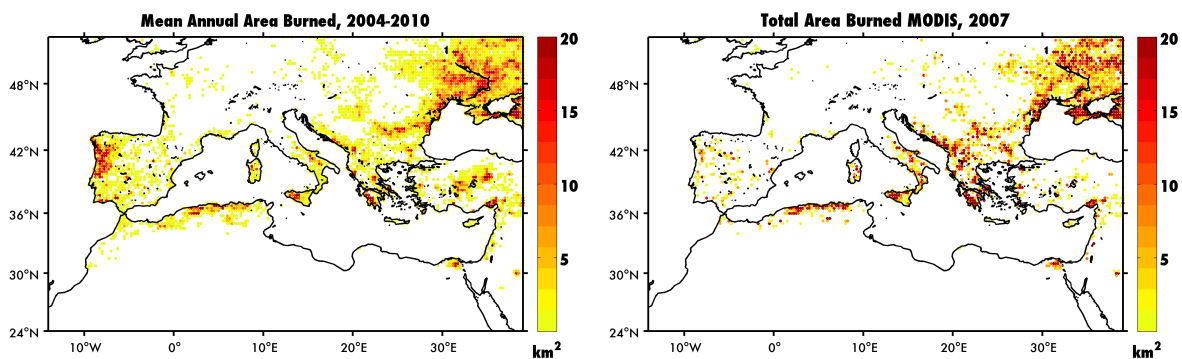 Mean Annual Area Burned, 2004-2010
48°N
42°N
36°N
30°N
24°N
10°W
0°
10°E
20°E
30°E
20
15
10
5
km²
Total Area Burned MODIS, 2007
48°N
42°N
36°N
30°N
24°N
10°W
0°
10°E
20°E
30°E
20
15
10
5
km²